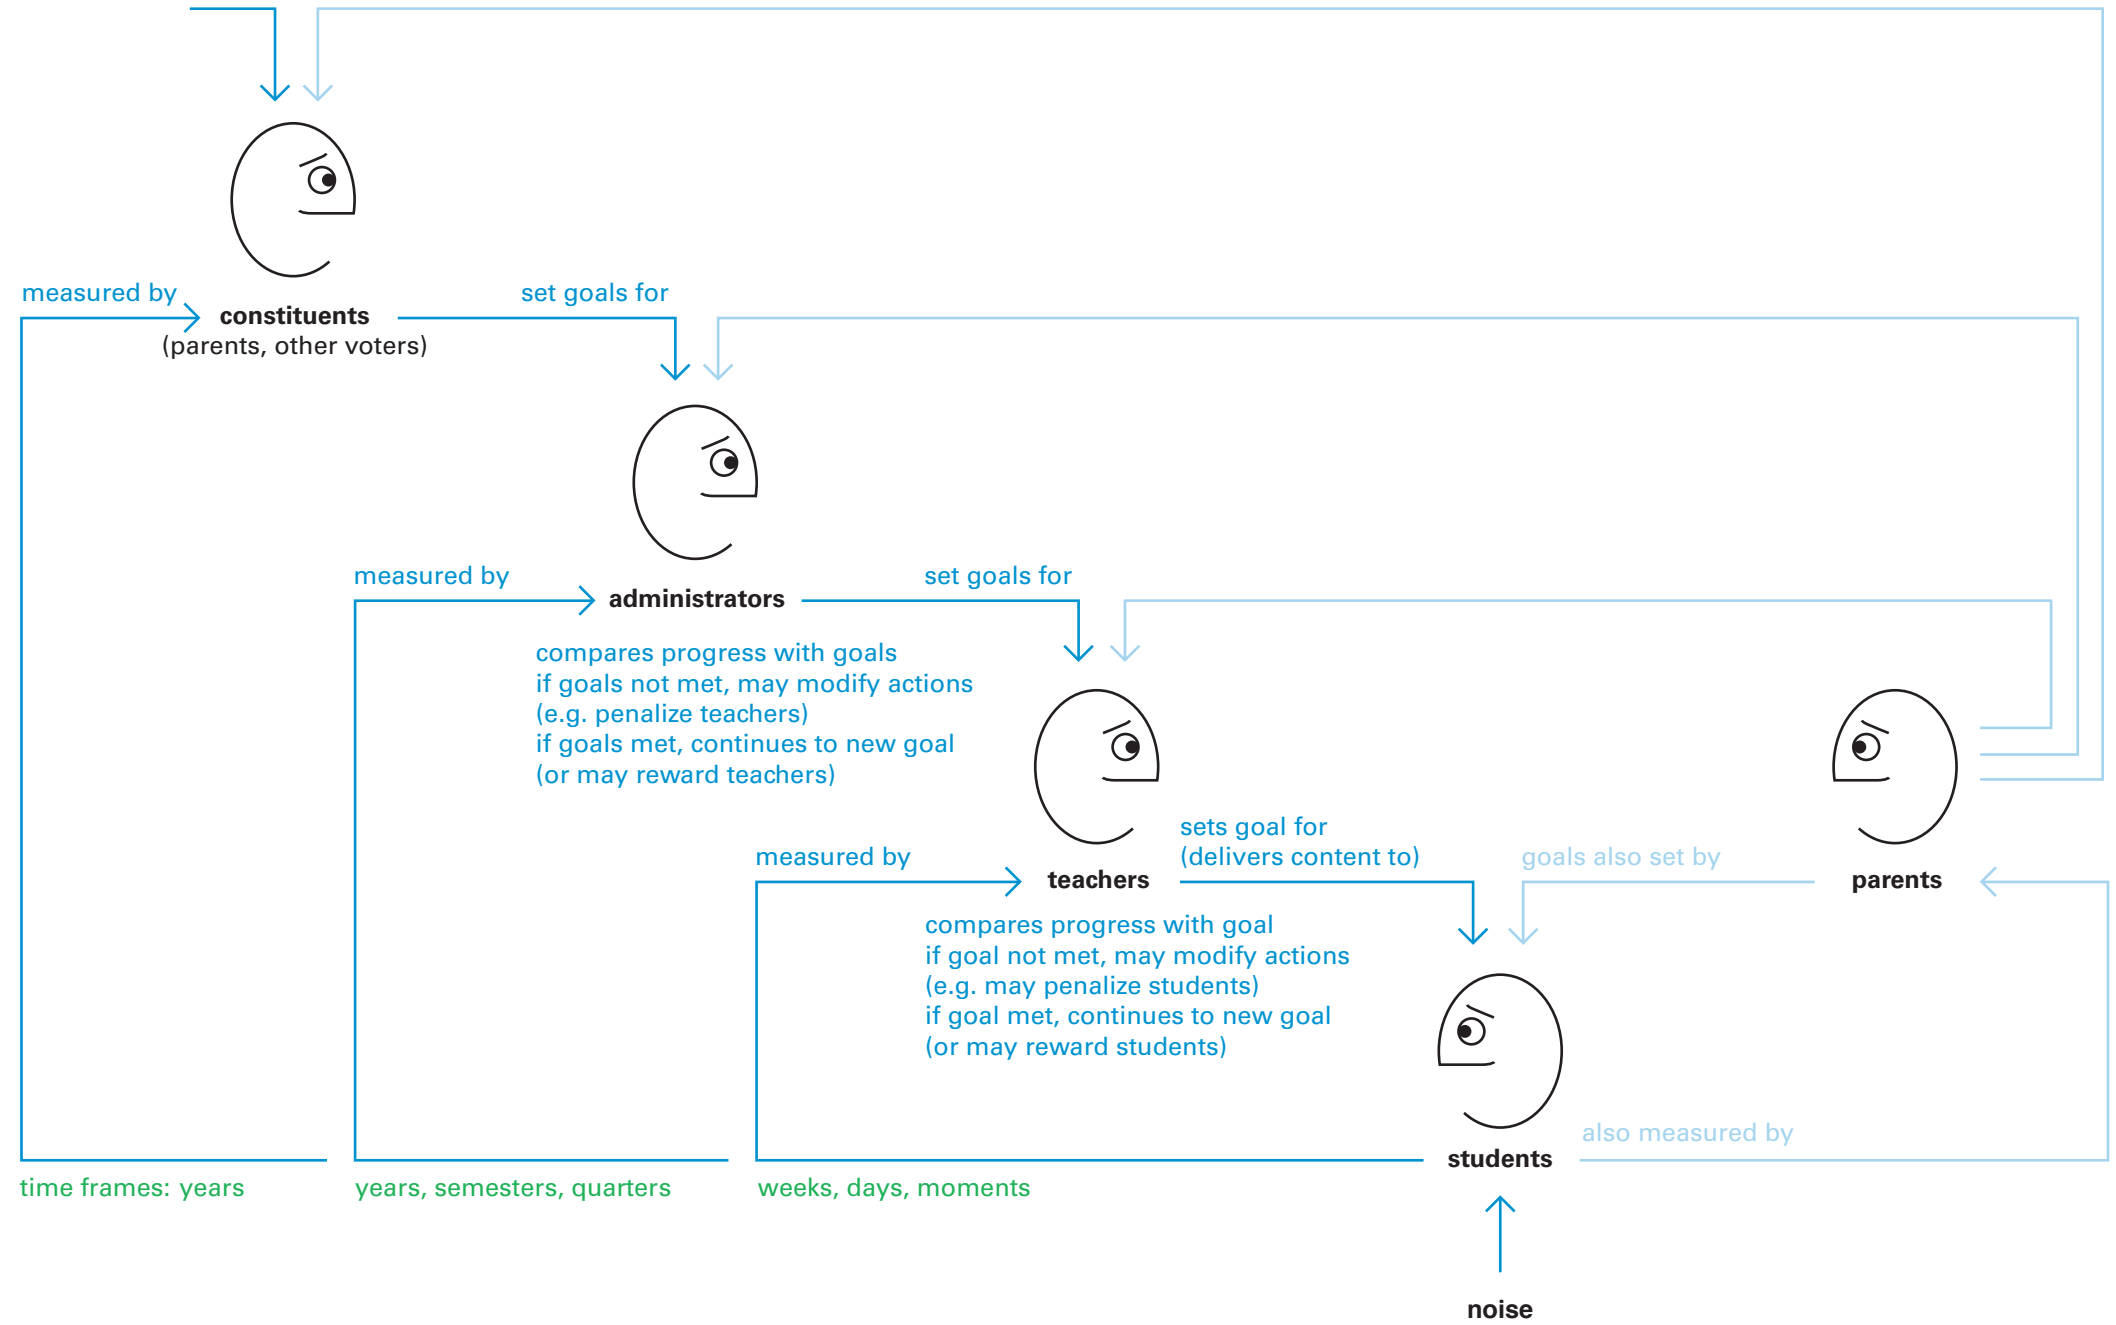 measured by
set goals for
constituents
(parents, other voters)
measured by
set goals for
administrators
compares progress with goals
if goals not met, may modify actions
(e.g. penalize teachers)
if goals met, continues to new goal
(or may reward teachers)
sets goal for
(delivers content to)
measured by
goals also set by
teachers
parents
compares progress with goal
if goal not met, may modify actions
(e.g. may penalize students)
if goal met, continues to new goal
(or may reward students)
also measured by
students
time frames: years
years, semesters, quarters
weeks, days, moments
noise